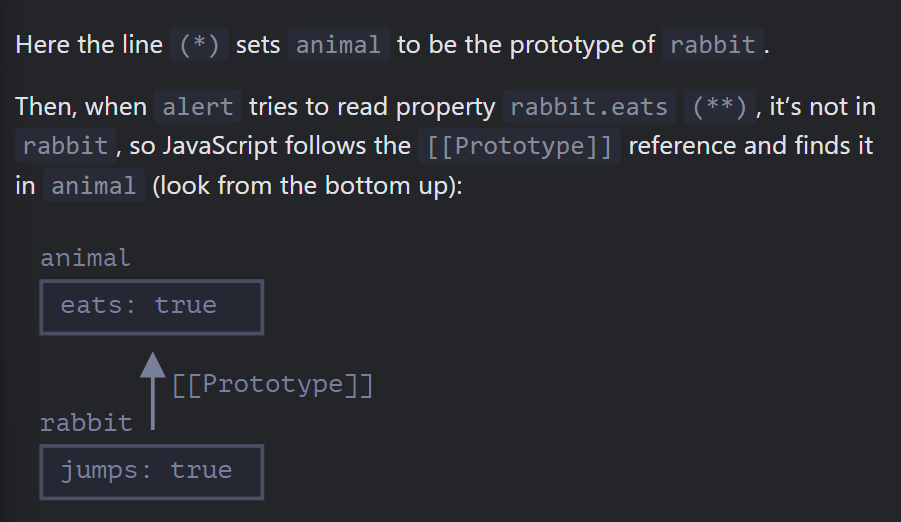 Here the line (*) sets animal to be the prototype of rabbit.
Then, when alert tries to read property rabbit.eats (**), it’s not in
rabbit, so JavaScript follows the [[Prototype]] reference and finds it
in animal (look from the bottom up):
animal
eats: true
[[Prototype]]
rabbit
jumps: true